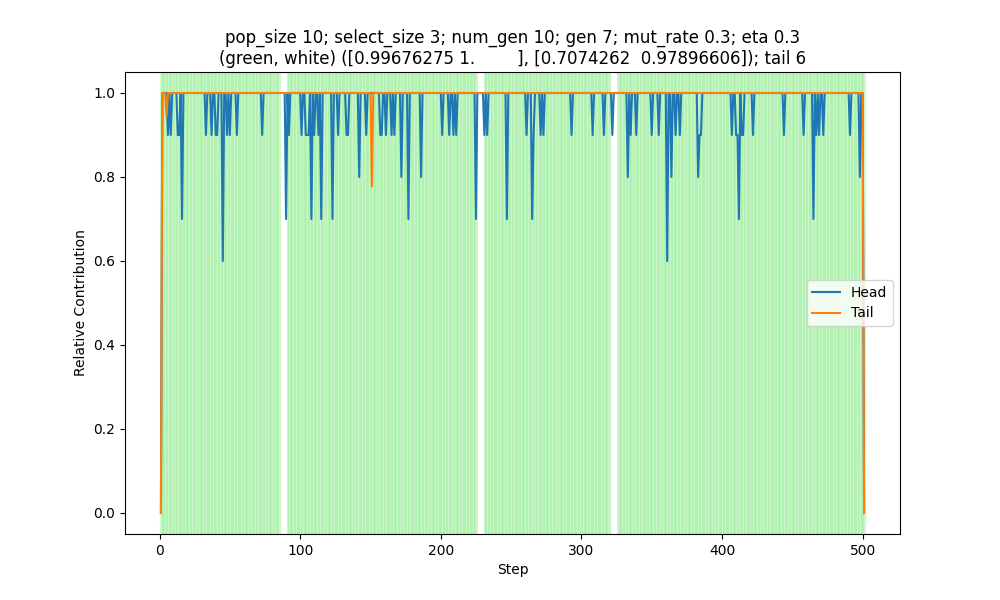 pop_size 10; select_size 3; num_gen 10; gen 7; mut_rate 0.3; eta 0.3
(green, white) ([0.99676275 1.        ], [0.7074262  0.97896606]); tail 6
1.0
0.8
0.6
0.4
0.2
0.0
Relative Contribution
Head
Tail
0
100
200
300
400
500
Step